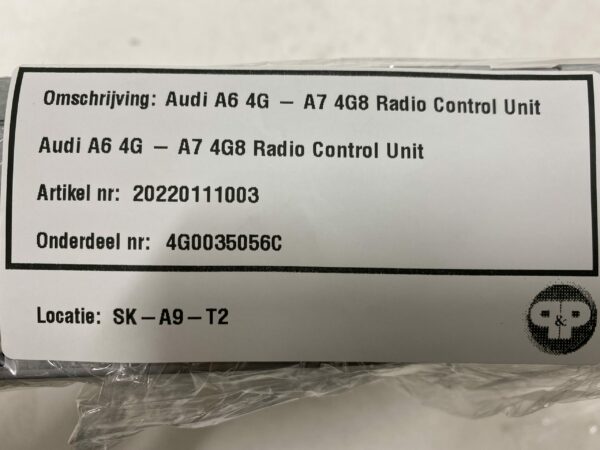 Omschrijving: Audi A6 4G – A7 4G8 Radio Control Unit
Audi A6 4G – A7 4G8 Radio Control Unit
Artikel nr: 20220111003
Onderdeel nr: 4G0035056C
Locatie: SK–A9–T2
P&P